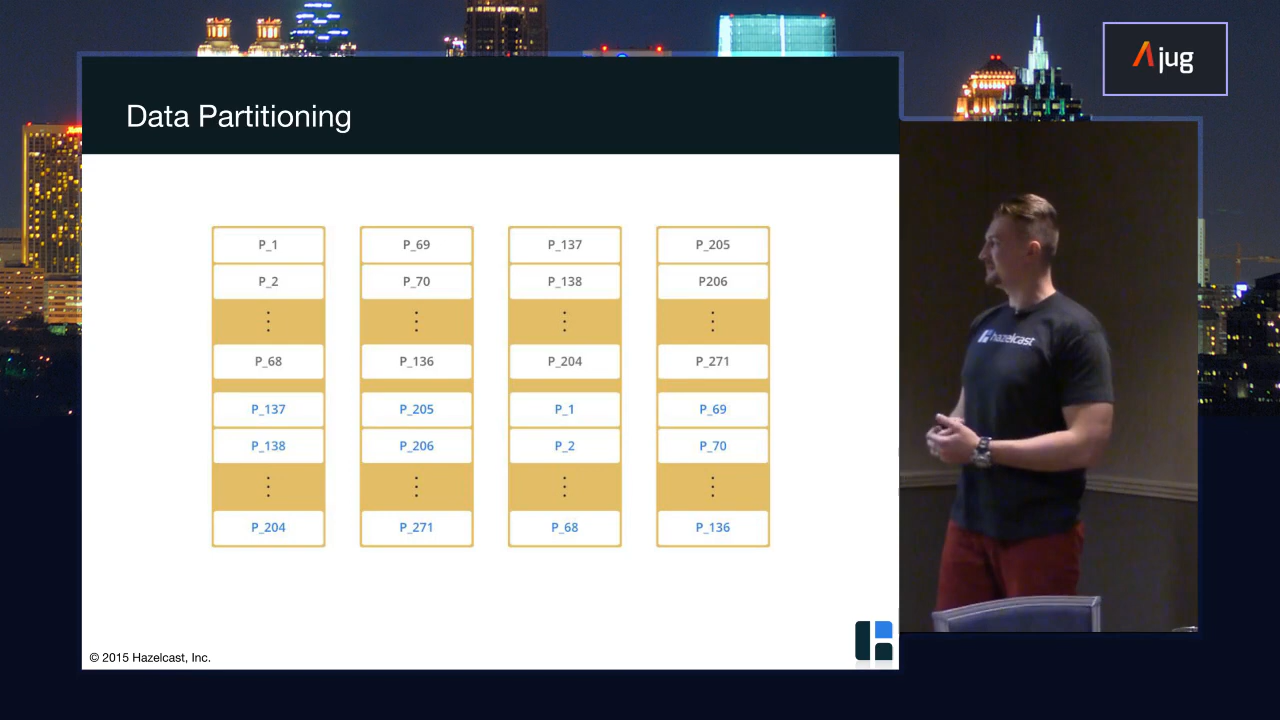 Λjug
Data Partitioning
P_1 P_69 P_137 P_205
P_2 P_70 P_138 P206
P_68 P_136 P_204 P_271
P_137 P_205 P_1 P_69
P_138 P_206 P_2 P_70
P_204 P_271 P_68 P_136
hazelcast
© 2015 Hazelcast, Inc.